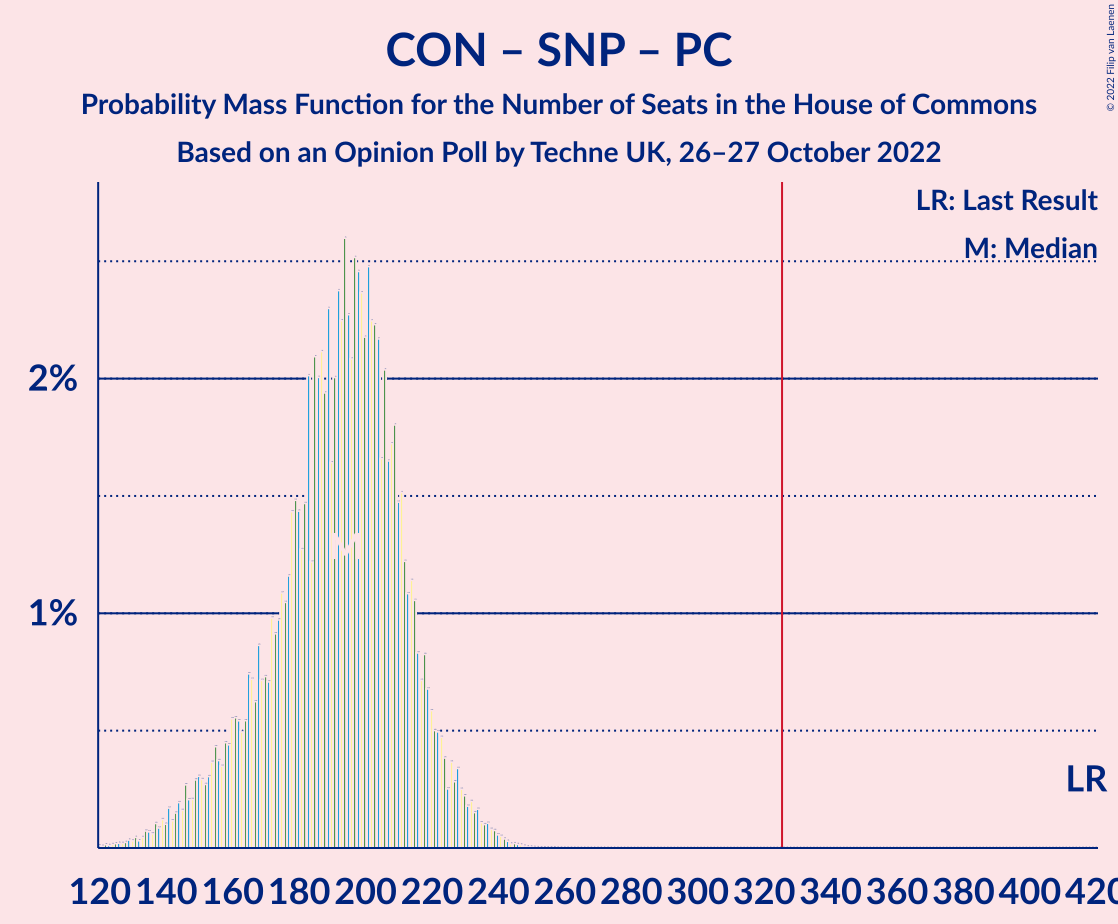 CON – SNP – PC
Probability Mass Function for the Number of Seats in the House of Commons
Based on an Opinion Poll by Techne UK, 26–27 October 2022
© 2022 Filip van Laenen
LR: Last Result
M: Median
2%
1%
LR
120 140 160 180 200 220 240 260 280 300 320 340 360 380 400 420